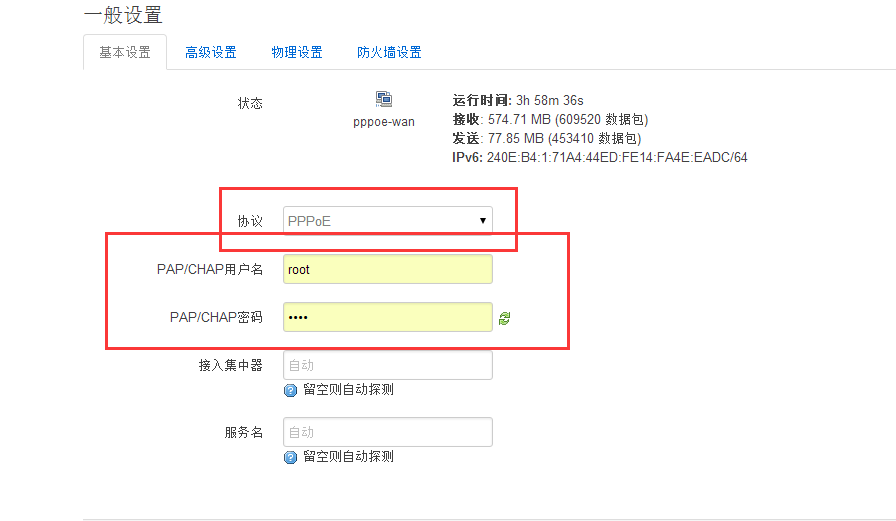 一般设置
基本设置 高级设置 物理设置 防火墙设置
状态
pppoe-wan
运行时间: 3h 58m 36s
接收: 574.71 MB (609520 数据包)
发送: 77.85 MB (453410 数据包)
IPv6: 240E:B4:1:71A4:44ED:FE14:FA4E:EADC/64
协议 PPPoE
PAP/CHAP用户名 root
PAP/CHAP密码 ••••
接入集中器 自动
留空则自动探测
服务名 自动
留空则自动探测